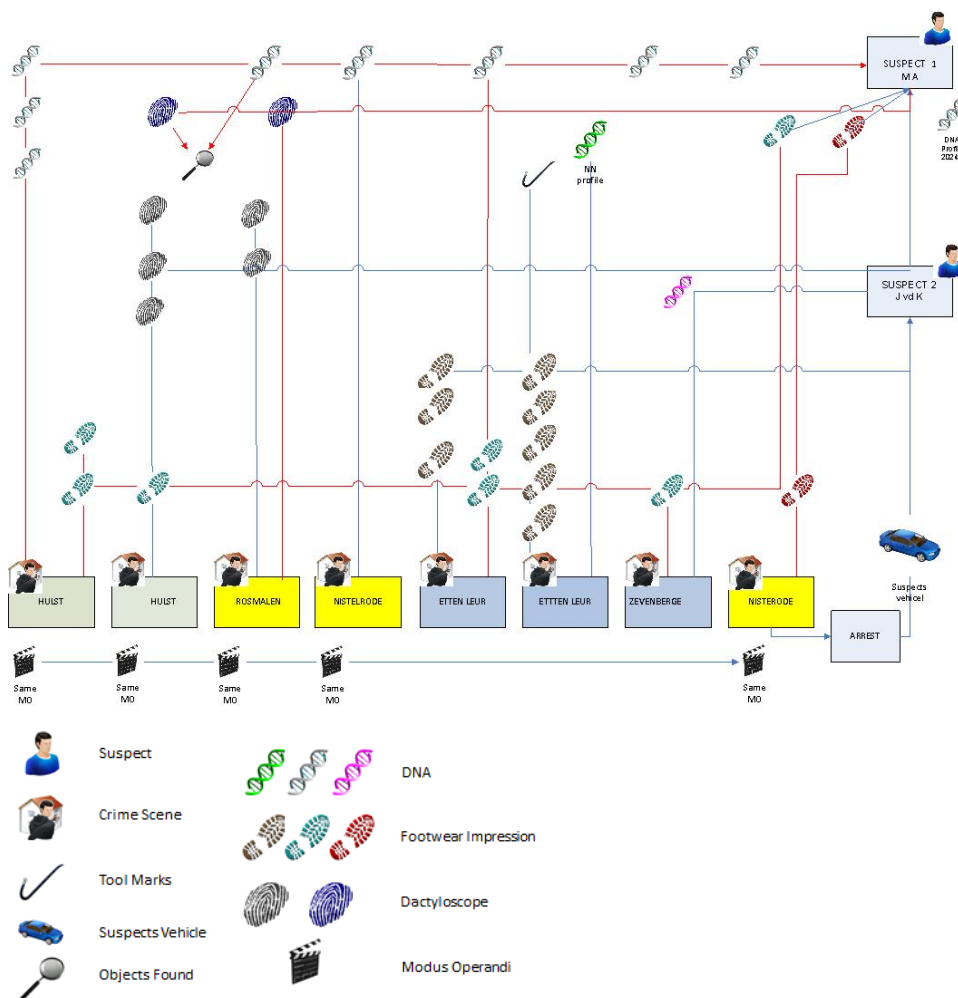 SUSPECT 1
MA
DNA
Profile
NN
profile
SUSPECT 2
J vd K
Suspects
vehicel
HULST
HULST
ROSMALEN
NISTELRODE
ETTEN LEUR
ETTTEN LEUR
ZEVENBERGE
NISTERODE
ARREST
Same
MO
Same
MO
Same
MO
Same
MO
Same
MO
Suspect
DNA
Crime Scene
Footwear Impression
Tool Marks
Dactyloscope
Suspects Vehicle
Modus Operandi
Objects Found